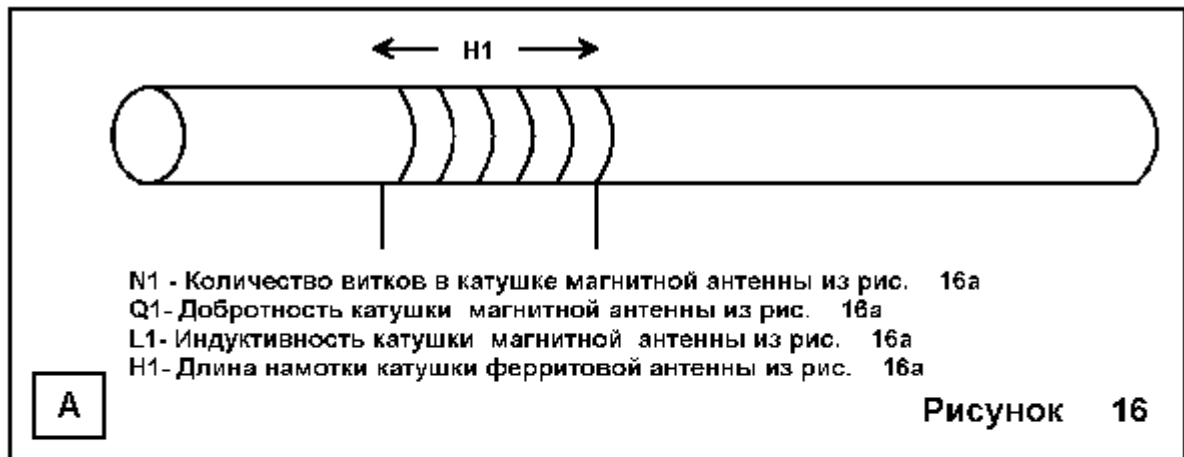 H1
N1 - Количество витков в катушке магнитной антенны из рис. 16а
Q1- Добротность катушки магнитной антенны из рис. 16а
L1- Индуктивность катушки магнитной антенны из рис. 16а
H1- Длина намотки катушки ферритовой антенны из рис. 16а
А
Рисунок 16